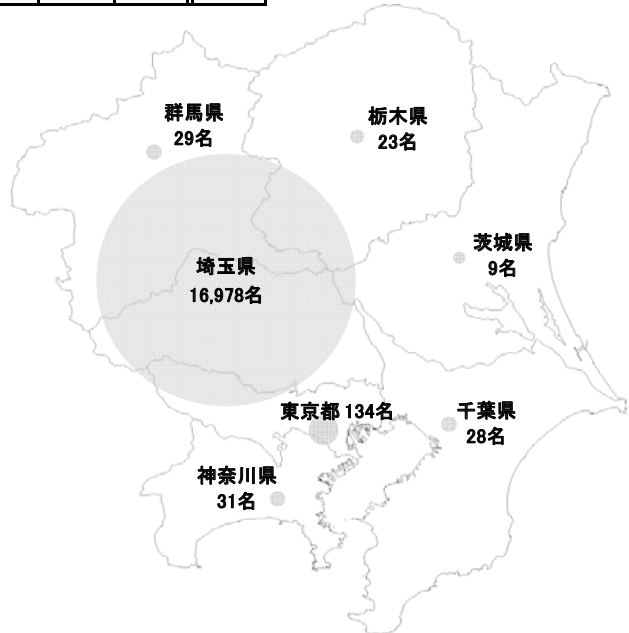 群馬県
29名
栃木県
23名
茨城県
9名
埼玉県
16,978名
東京都 134名
千葉県
28名
神奈川県
31名